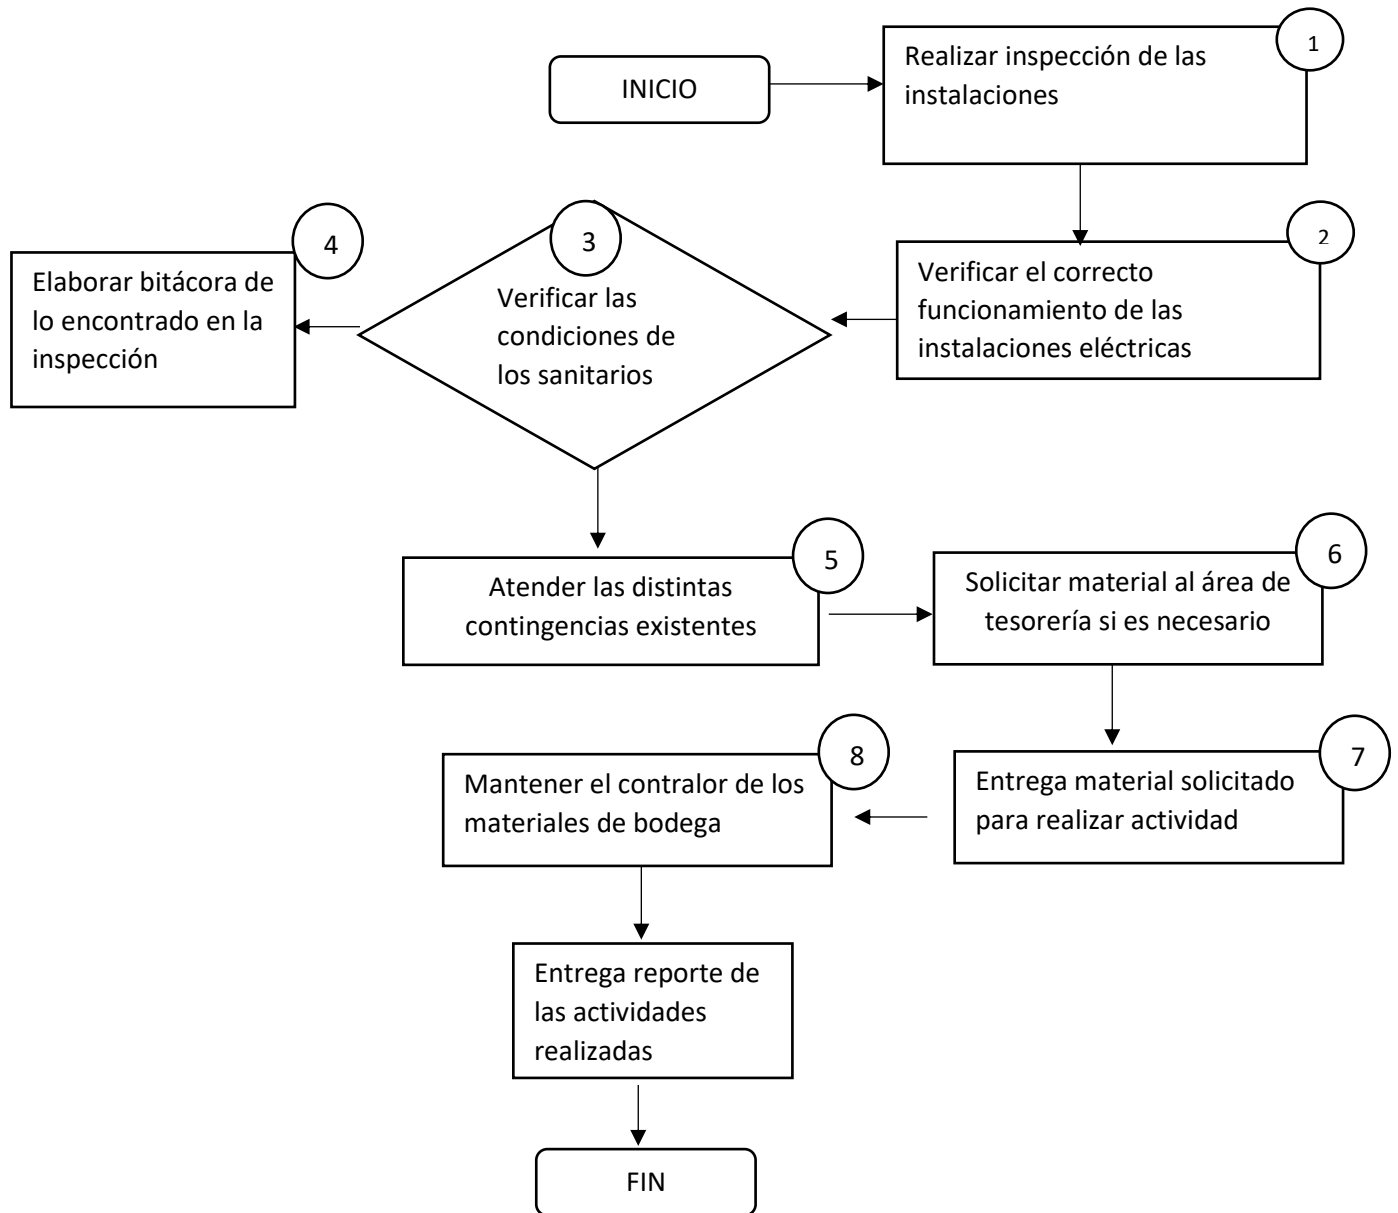 INICIO
1
Realizar inspección de las
instalaciones
2
Verificar el correcto
funcionamiento de las
instalaciones eléctricas
3
Verificar las
condiciones de
los sanitarios
4
Elaborar bitácora de
lo encontrado en la
inspección
5
Atender las distintas
contingencias existentes
6
Solicitar material al área de
tesorería si es necesario
7
Entrega material solicitado
para realizar actividad
8
Mantener el contralor de los
materiales de bodega
Entrega reporte de
las actividades
realizadas
FIN